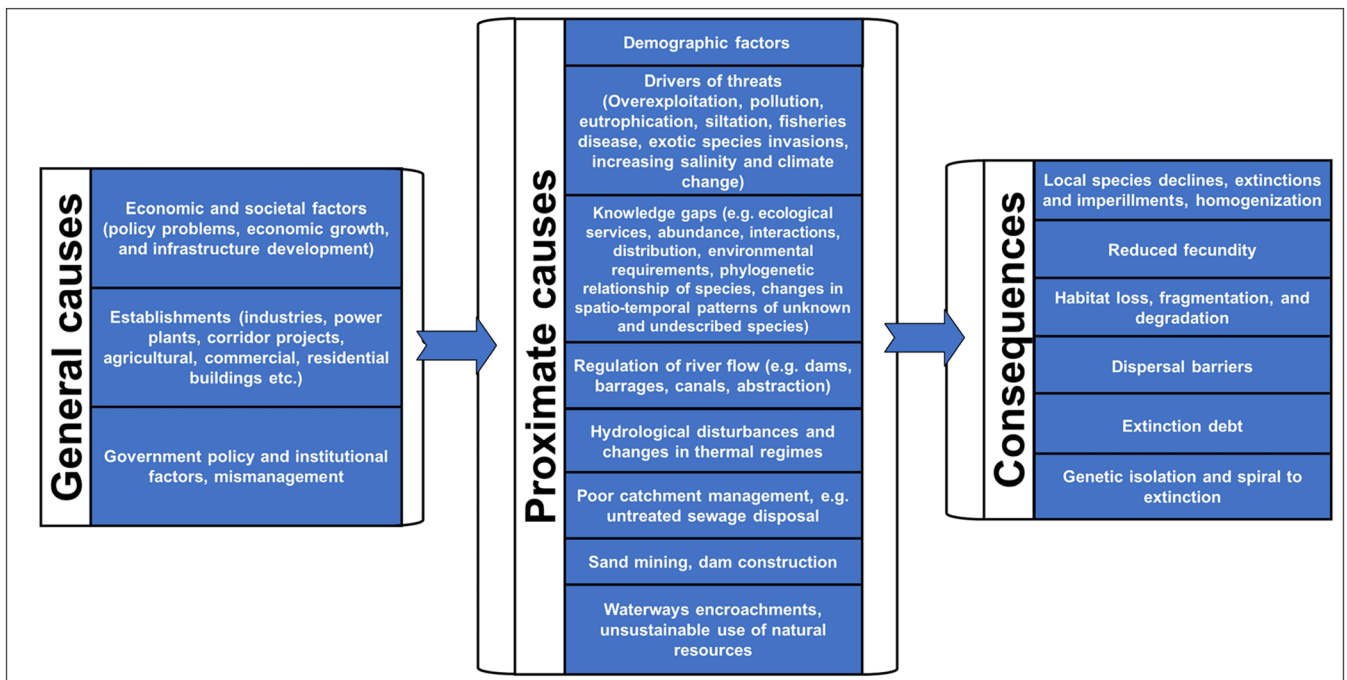 General causes
Economic and societal factors
(policy problems, economic growth,
and infrastructure development)
Establishments (industries, power
plants, corridor projects,
agricultural, commercial, residential
buildings etc.)
Government policy and institutional
factors, mismanagement
Proximate causes
Demographic factors
Drivers of threats
(Overexploitation, pollution,
eutrophication, siltation, fisheries
disease, exotic species invasions,
increasing salinity and climate
change)
Knowledge gaps (e.g. ecological
services, abundance, interactions,
distribution, environmental
requirements, phylogenetic
relationship of species, changes in
spatio-temporal patterns of unknown
and undescribed species)
Regulation of river flow (e.g. dams,
barrages, canals, abstraction)
Hydrological disturbances and
changes in thermal regimes
Poor catchment management, e.g.
untreated sewage disposal
Sand mining, dam construction
Waterways encroachments,
unsustainable use of natural
resources
Consequences
Local species declines, extinctions
and imperillments, homogenization
Reduced fecundity
Habitat loss, fragmentation, and
degradation
Dispersal barriers
Extinction debt
Genetic isolation and spiral to
extinction